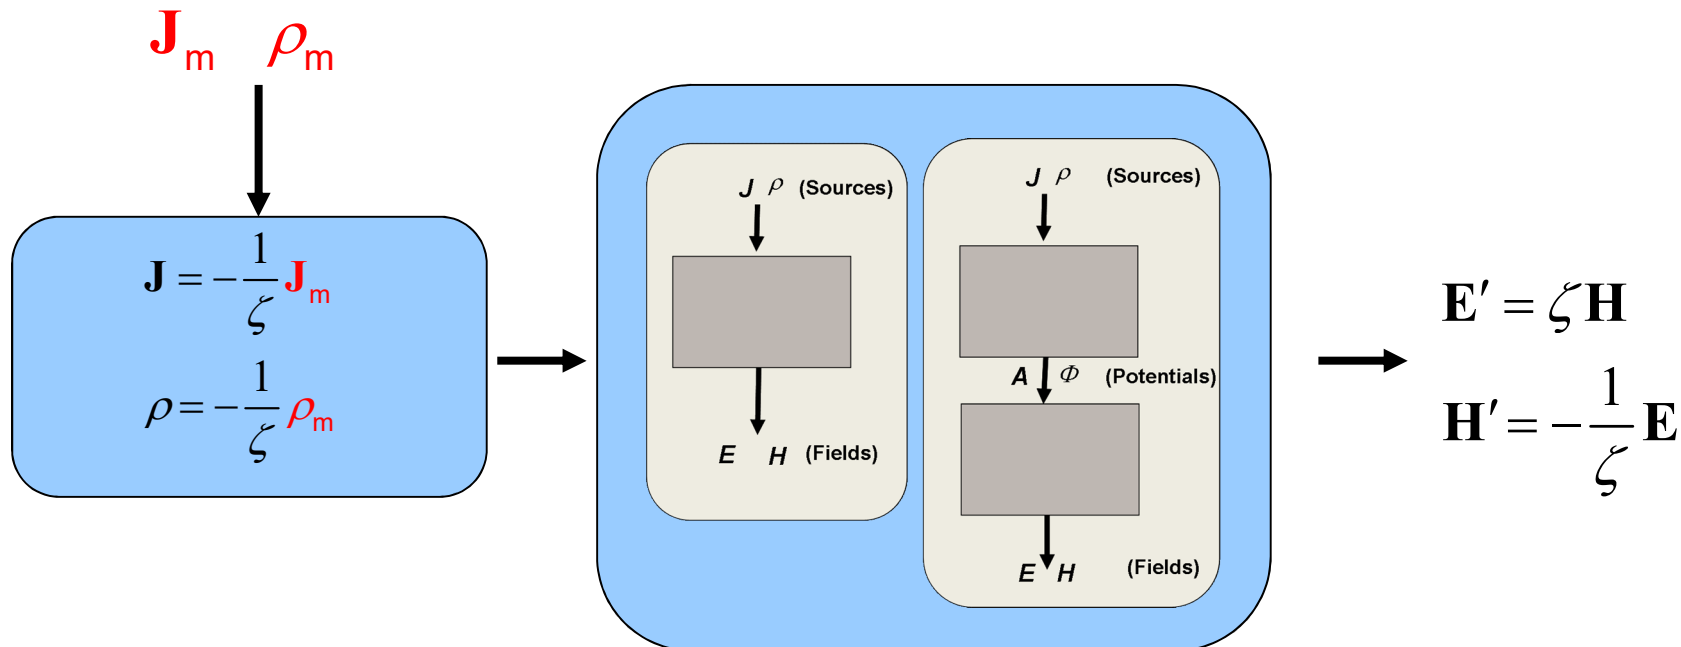 J_m ρ_m
J = −(1/ζ) J_m
ρ = −(1/ζ) ρ_m
J ρ (Sources)
E H (Fields)
J ρ (Sources)
A Φ (Potentials)
E H (Fields)
E′ = ζH
H′ = −(1/ζ) E